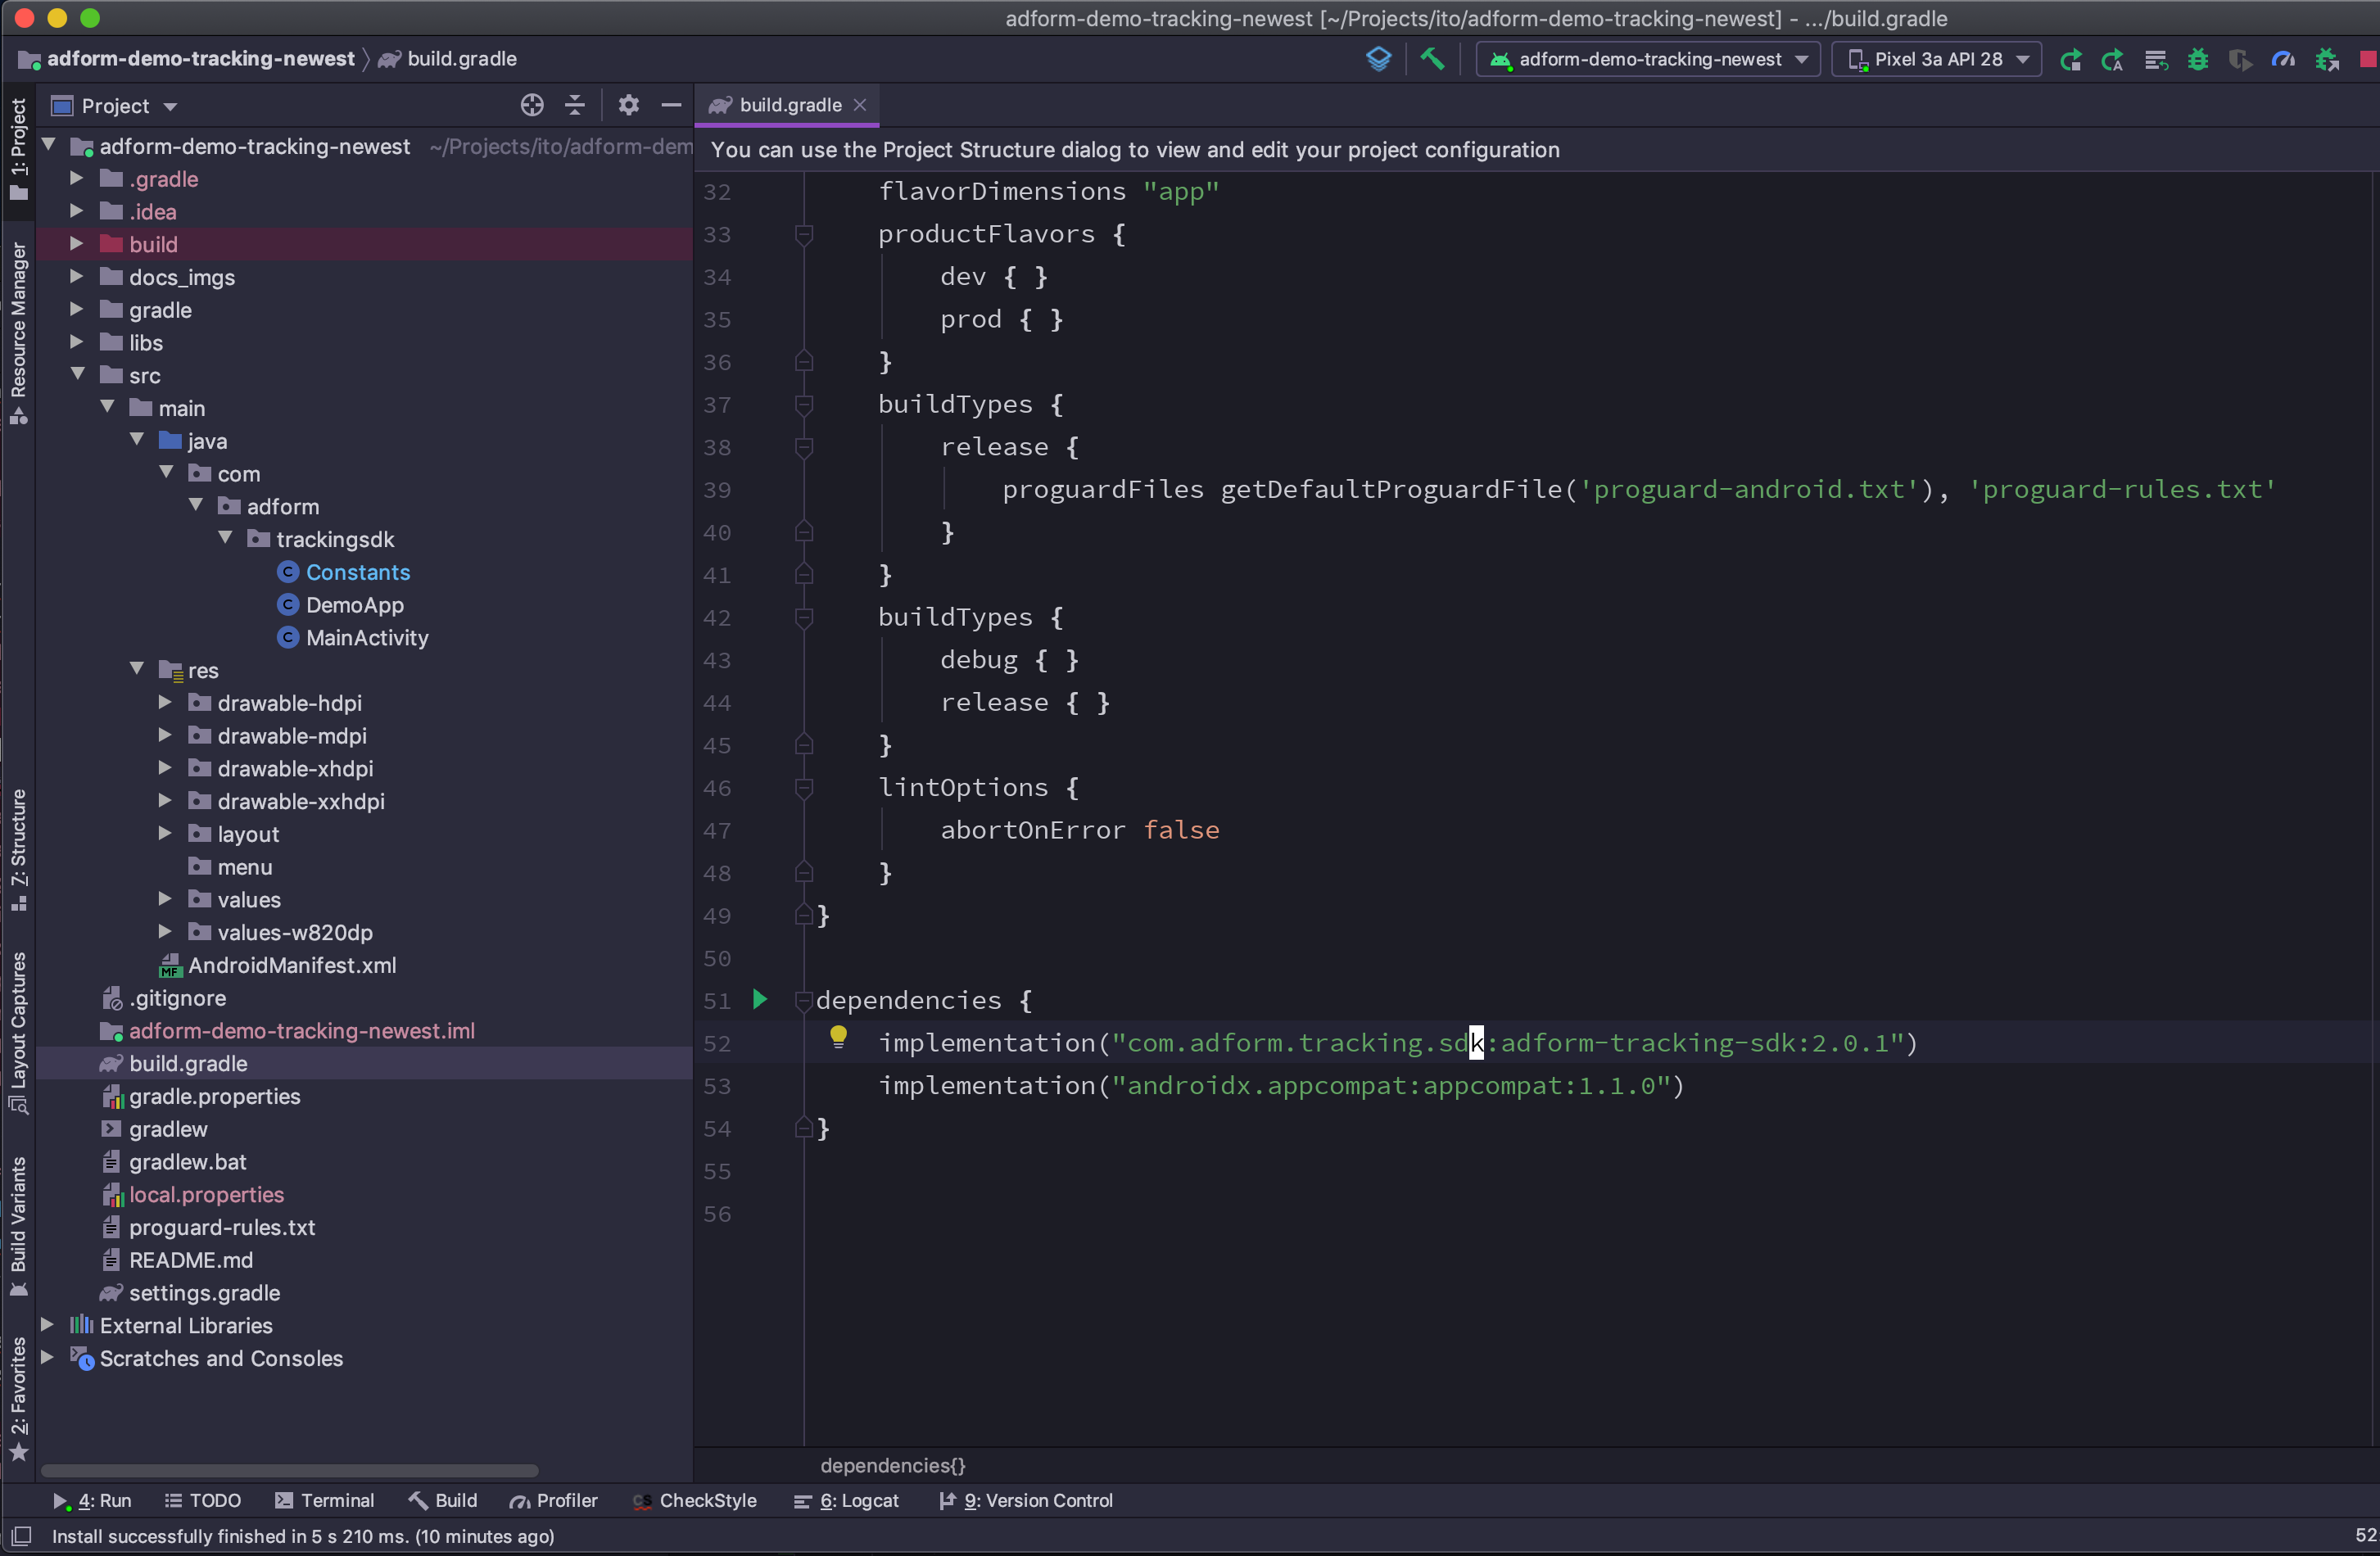 adform-demo-tracking-newest [~/Projects/ito/adform-demo-tracking-newest] - .../build.gradle
adform-demo-tracking-newest
build.gradle
adform-demo-tracking-newest
Pixel 3a API 28
1: Project
Resource Manager
7: Structure
Layout Captures
Build Variants
2: Favorites
Project
adform-demo-tracking-newest ~/Projects/ito/adform-dem
.gradle
.idea
build
docs_imgs
gradle
libs
src
main
java
com
adform
trackingsdk
C Constants
C DemoApp
C MainActivity
res
drawable-hdpi
drawable-mdpi
drawable-xhdpi
drawable-xxhdpi
layout
menu
values
values-w820dp
MF AndroidManifest.xml
.gitignore
adform-demo-tracking-newest.iml
build.gradle
gradle.properties
gradlew
gradlew.bat
local.properties
proguard-rules.txt
README.md
settings.gradle
External Libraries
Scratches and Consoles
build.gradle
You can use the Project Structure dialog to view and edit your project configuration
32 flavorDimensions "app"
33 productFlavors {
34 dev { }
35 prod { }
36 }
37 buildTypes {
38 release {
39 proguardFiles getDefaultProguardFile('proguard-android.txt'), 'proguard-rules.txt'
40 }
41 }
42 buildTypes {
43 debug { }
44 release { }
45 }
46 lintOptions {
47 abortOnError false
48 }
49 }
50
51 dependencies {
52 implementation("com.adform.tracking.sdk:adform-tracking-sdk:2.0.1")
53 implementation("androidx.appcompat:appcompat:1.1.0")
54 }
55
56
dependencies{}
4: Run
TODO
Terminal
Build
Profiler
CS CheckStyle
6: Logcat
9: Version Control
Install successfully finished in 5 s 210 ms. (10 minutes ago)
52